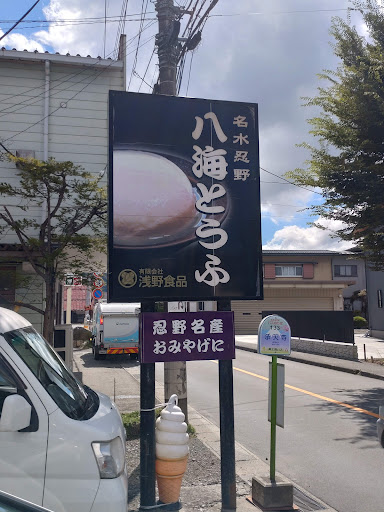 名水忍野
八海とうふ
有限会社
浅野食品
忍野名産
おみやげに